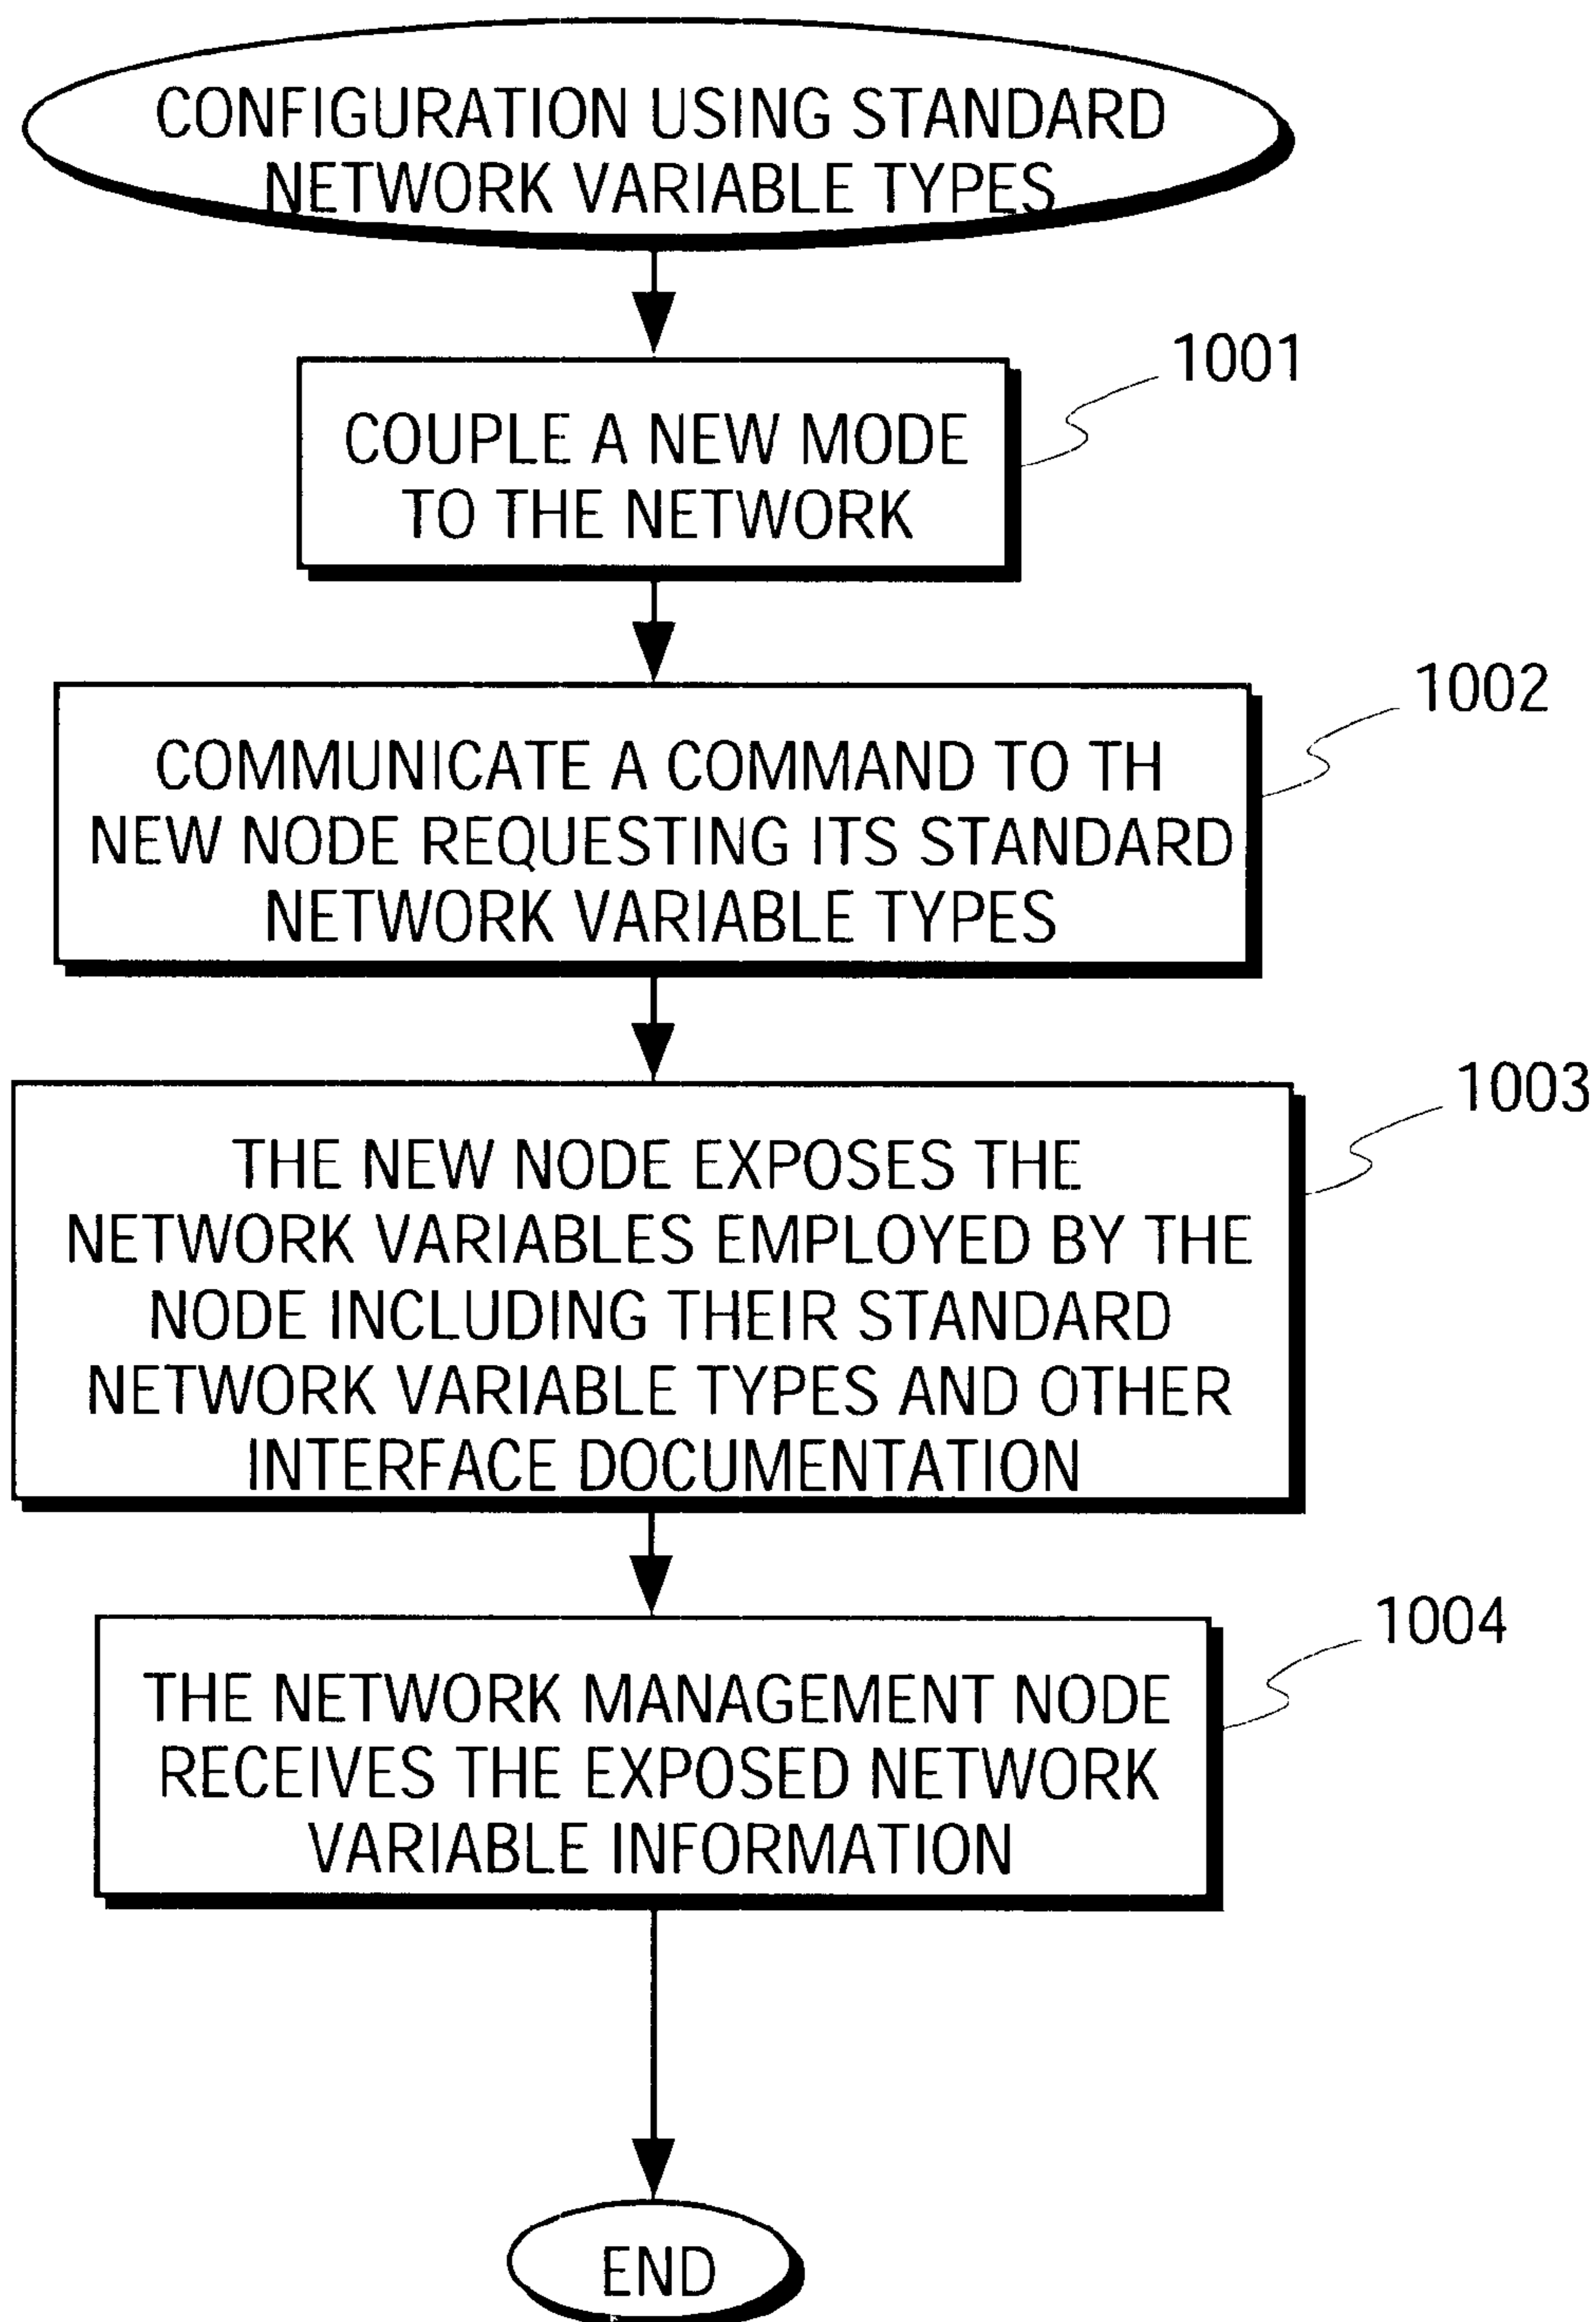 CONFIGURATION USING STANDARD
NETWORK VARIABLE TYPES
1001
COUPLE A NEW MODE
TO THE NETWORK
1002
COMMUNICATE A COMMAND TO TH
NEW NODE REQUESTING ITS STANDARD
NETWORK VARIABLE TYPES
1003
THE NEW NODE EXPOSES THE
NETWORK VARIABLES EMPLOYED BY THE
NODE INCLUDING THEIR STANDARD
NETWORK VARIABLE TYPES AND OTHER
INTERFACE DOCUMENTATION
1004
THE NETWORK MANAGEMENT NODE
RECEIVES THE EXPOSED NETWORK
VARIABLE INFORMATION
END